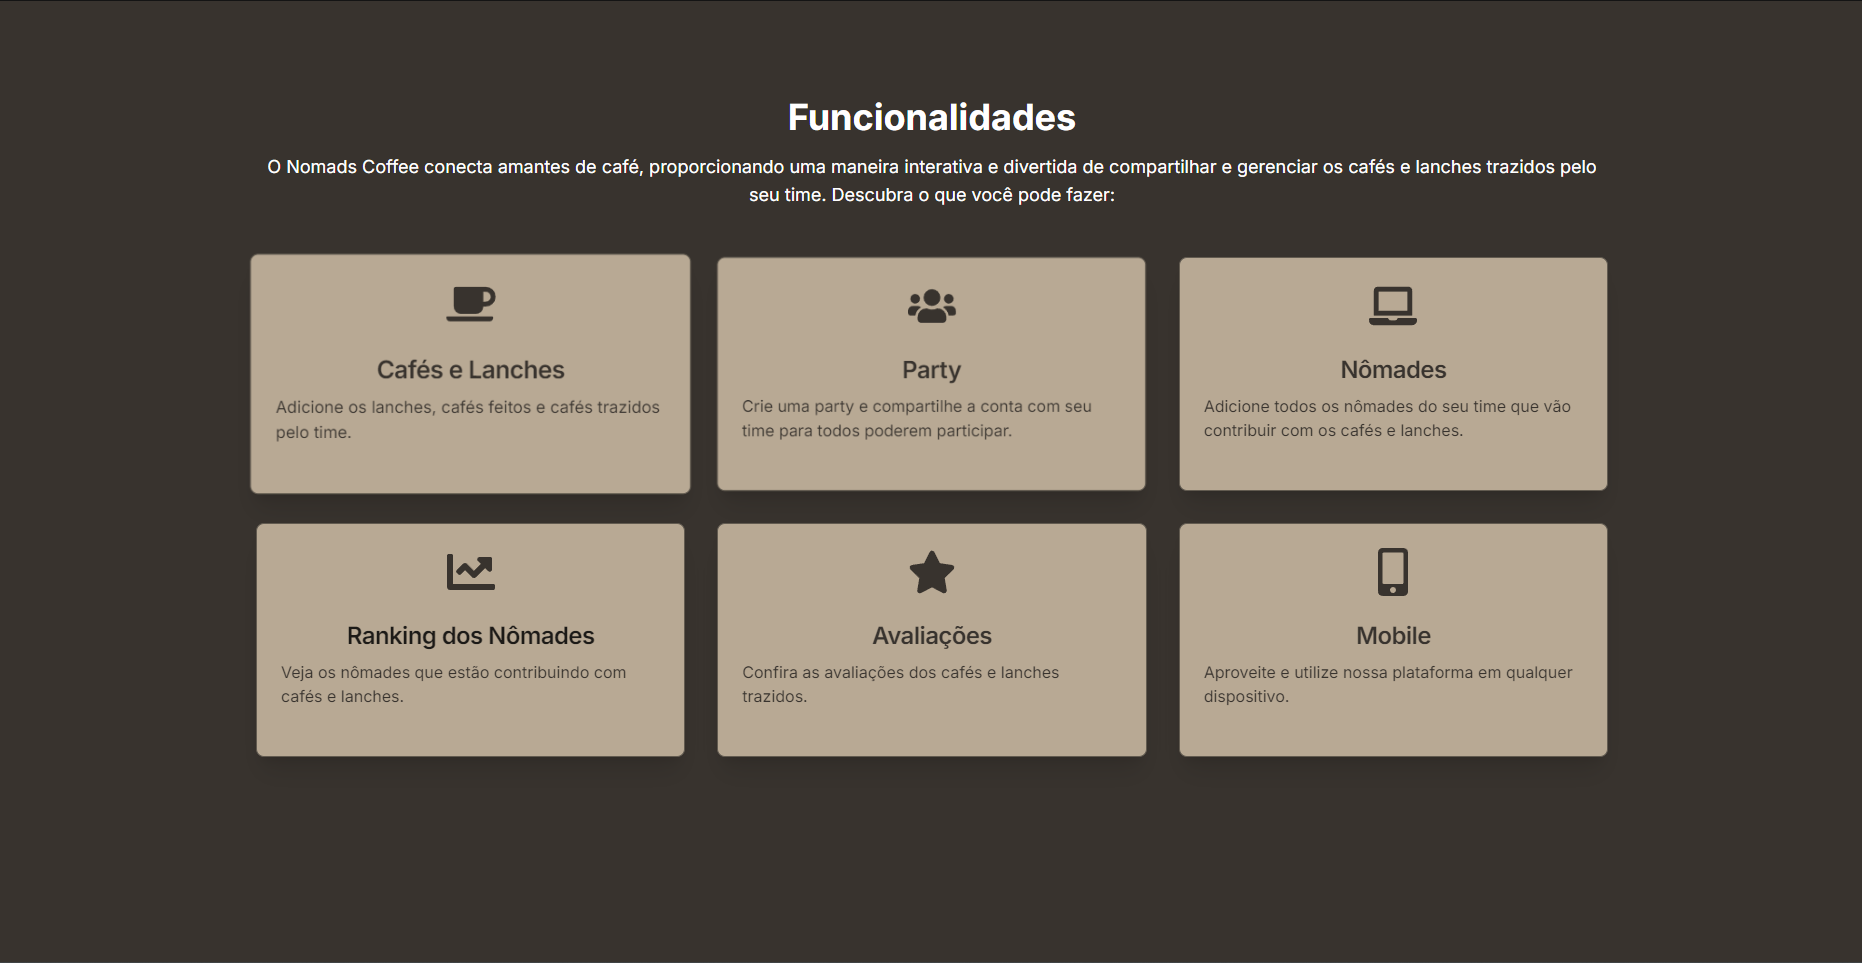 Funcionalidades
O Nomads Coffee conecta amantes de café, proporcionando uma maneira interativa e divertida de compartilhar e gerenciar os cafés e lanches trazidos pelo
seu time. Descubra o que você pode fazer:
Cafés e Lanches
Adicione os lanches, cafés feitos e cafés trazidos
pelo time.
Party
Crie uma party e compartilhe a conta com seu
time para todos poderem participar.
Nômades
Adicione todos os nômades do seu time que vão
contribuir com os cafés e lanches.
Ranking dos Nômades
Veja os nômades que estão contribuindo com
cafés e lanches.
Avaliações
Confira as avaliações dos cafés e lanches
trazidos.
Mobile
Aproveite e utilize nossa plataforma em qualquer
dispositivo.